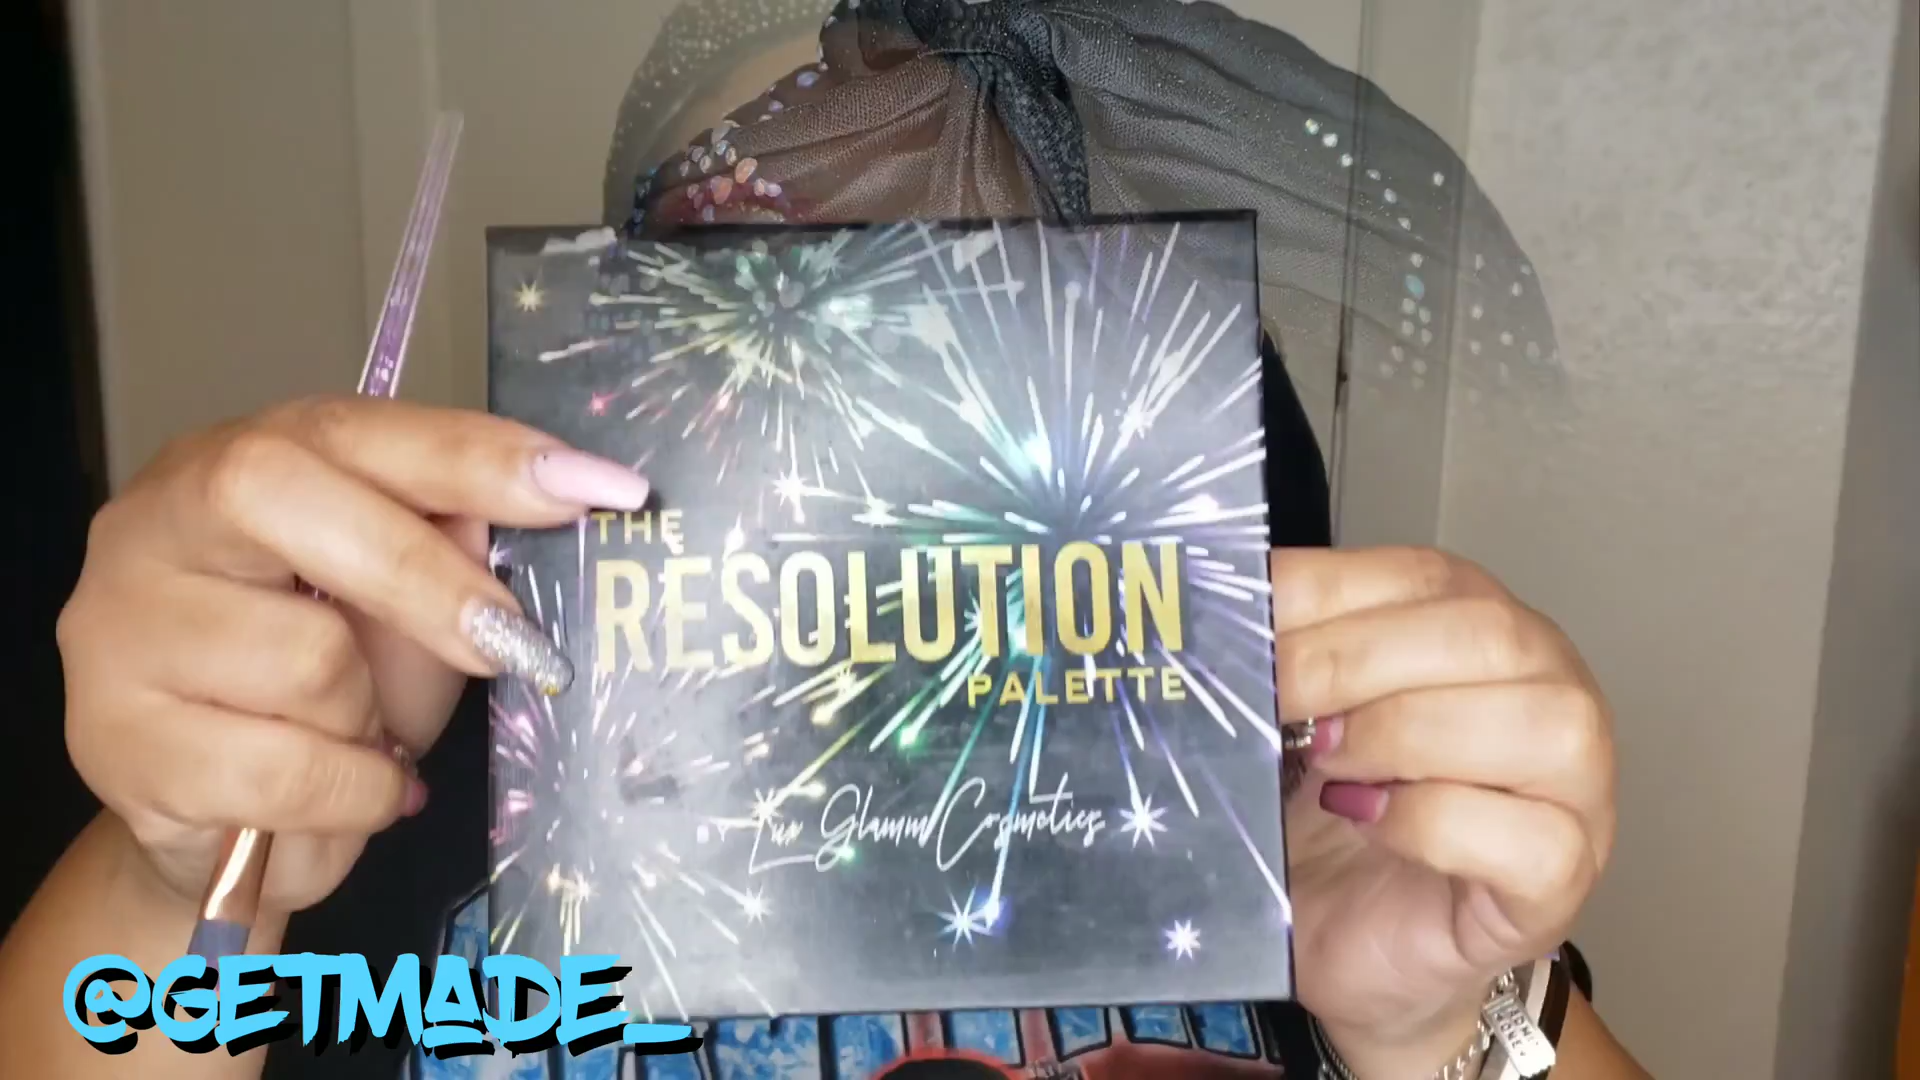 THE
RESOLUTION
PALETTE
Lux Glamm Cosmetics
@GETMADE_